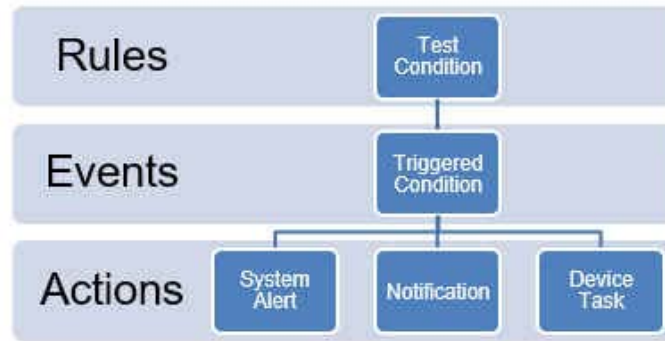 Rules
Test
Condition
Events
Triggered
Condition
Actions
System
Alert
Notification
Device
Task